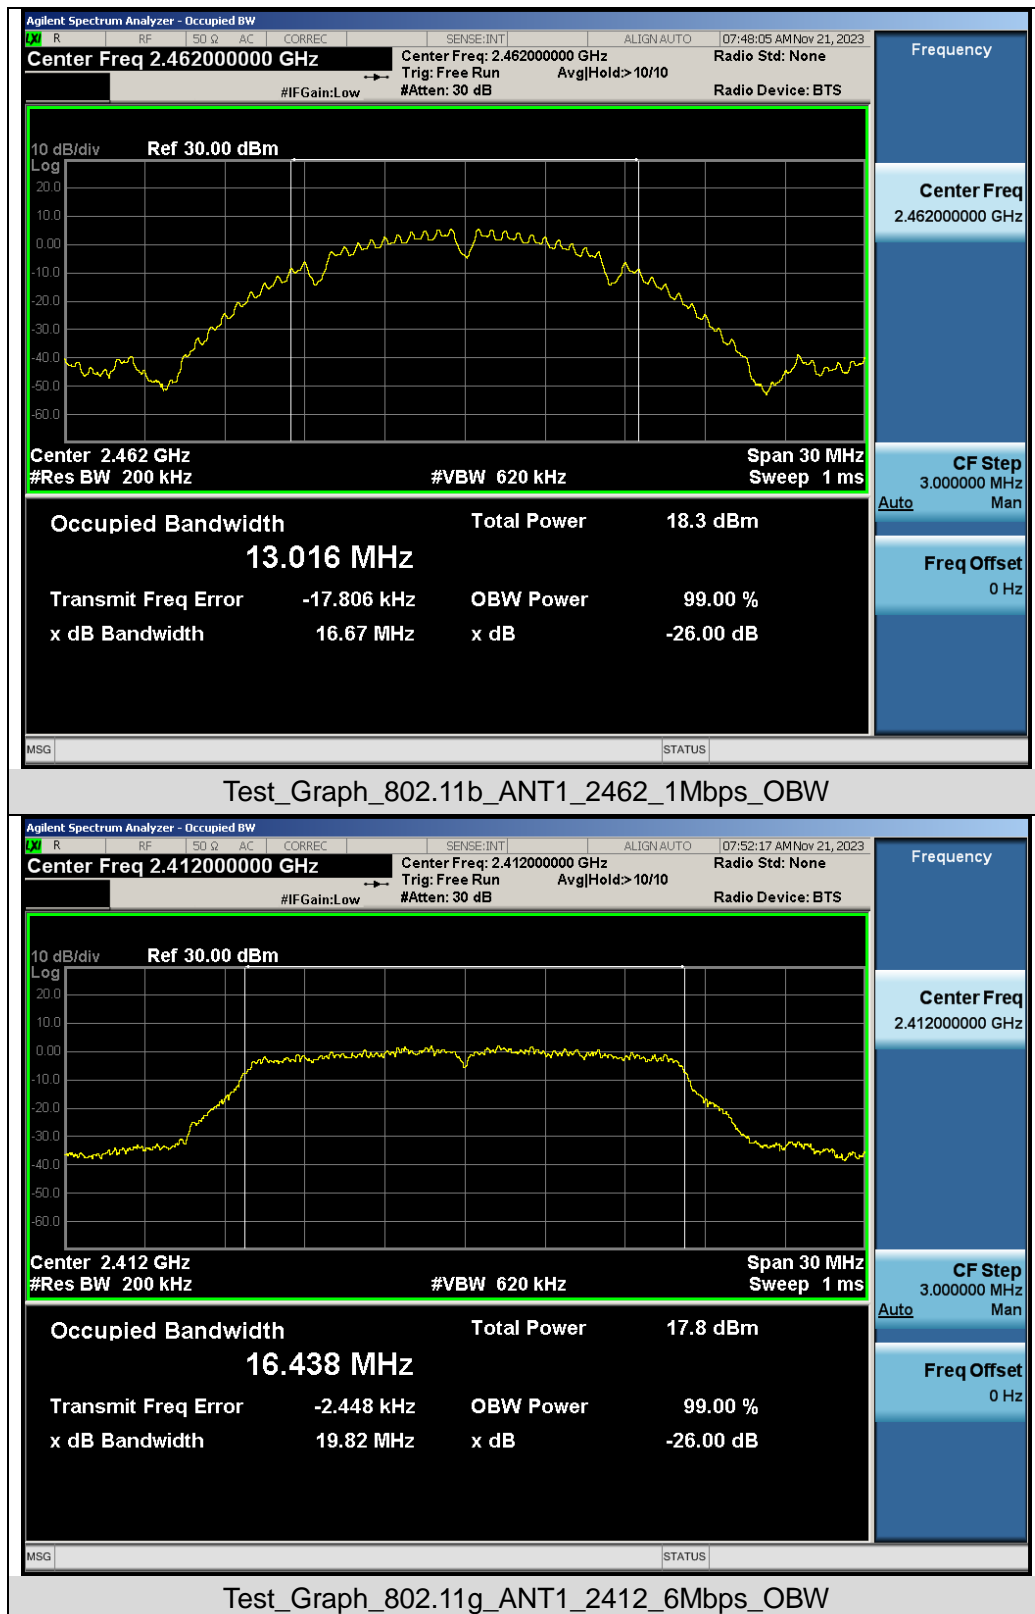 Agilent Spectrum Analyzer - Occupied BW
LXI R RF 50 Ω AC CORREC SENSE:INT ALIGN AUTO 07:48:05 AM Nov 21, 2023
Center Freq 2.462000000 GHz Center Freq: 2.462000000 GHz Radio Std: None
Trig: Free Run Avg|Hold:> 10/10
#IFGain:Low #Atten: 30 dB Radio Device: BTS
Frequency
10 dB/div Ref 30.00 dBm
Log
20.0
10.0
0.00
-10.0
-20.0
-30.0
-40.0
-50.0
-60.0
Center 2.462 GHz Span 30 MHz
#Res BW 200 kHz #VBW 620 kHz Sweep 1 ms
Center Freq
2.462000000 GHz
CF Step
3.000000 MHz
Auto Man
Freq Offset
0 Hz
Occupied Bandwidth Total Power 18.3 dBm
13.016 MHz
Transmit Freq Error -17.806 kHz OBW Power 99.00 %
x dB Bandwidth 16.67 MHz x dB -26.00 dB
MSG STATUS
Test_Graph_802.11b_ANT1_2462_1Mbps_OBW
Agilent Spectrum Analyzer - Occupied BW
LXI R RF 50 Ω AC CORREC SENSE:INT ALIGN AUTO 07:52:17 AM Nov 21, 2023
Center Freq 2.412000000 GHz Center Freq: 2.412000000 GHz Radio Std: None
Trig: Free Run Avg|Hold:> 10/10
#IFGain:Low #Atten: 30 dB Radio Device: BTS
Frequency
10 dB/div Ref 30.00 dBm
Log
20.0
10.0
0.00
-10.0
-20.0
-30.0
-40.0
-50.0
-60.0
Center 2.412 GHz Span 30 MHz
#Res BW 200 kHz #VBW 620 kHz Sweep 1 ms
Center Freq
2.412000000 GHz
CF Step
3.000000 MHz
Auto Man
Freq Offset
0 Hz
Occupied Bandwidth Total Power 17.8 dBm
16.438 MHz
Transmit Freq Error -2.448 kHz OBW Power 99.00 %
x dB Bandwidth 19.82 MHz x dB -26.00 dB
MSG STATUS
Test_Graph_802.11g_ANT1_2412_6Mbps_OBW